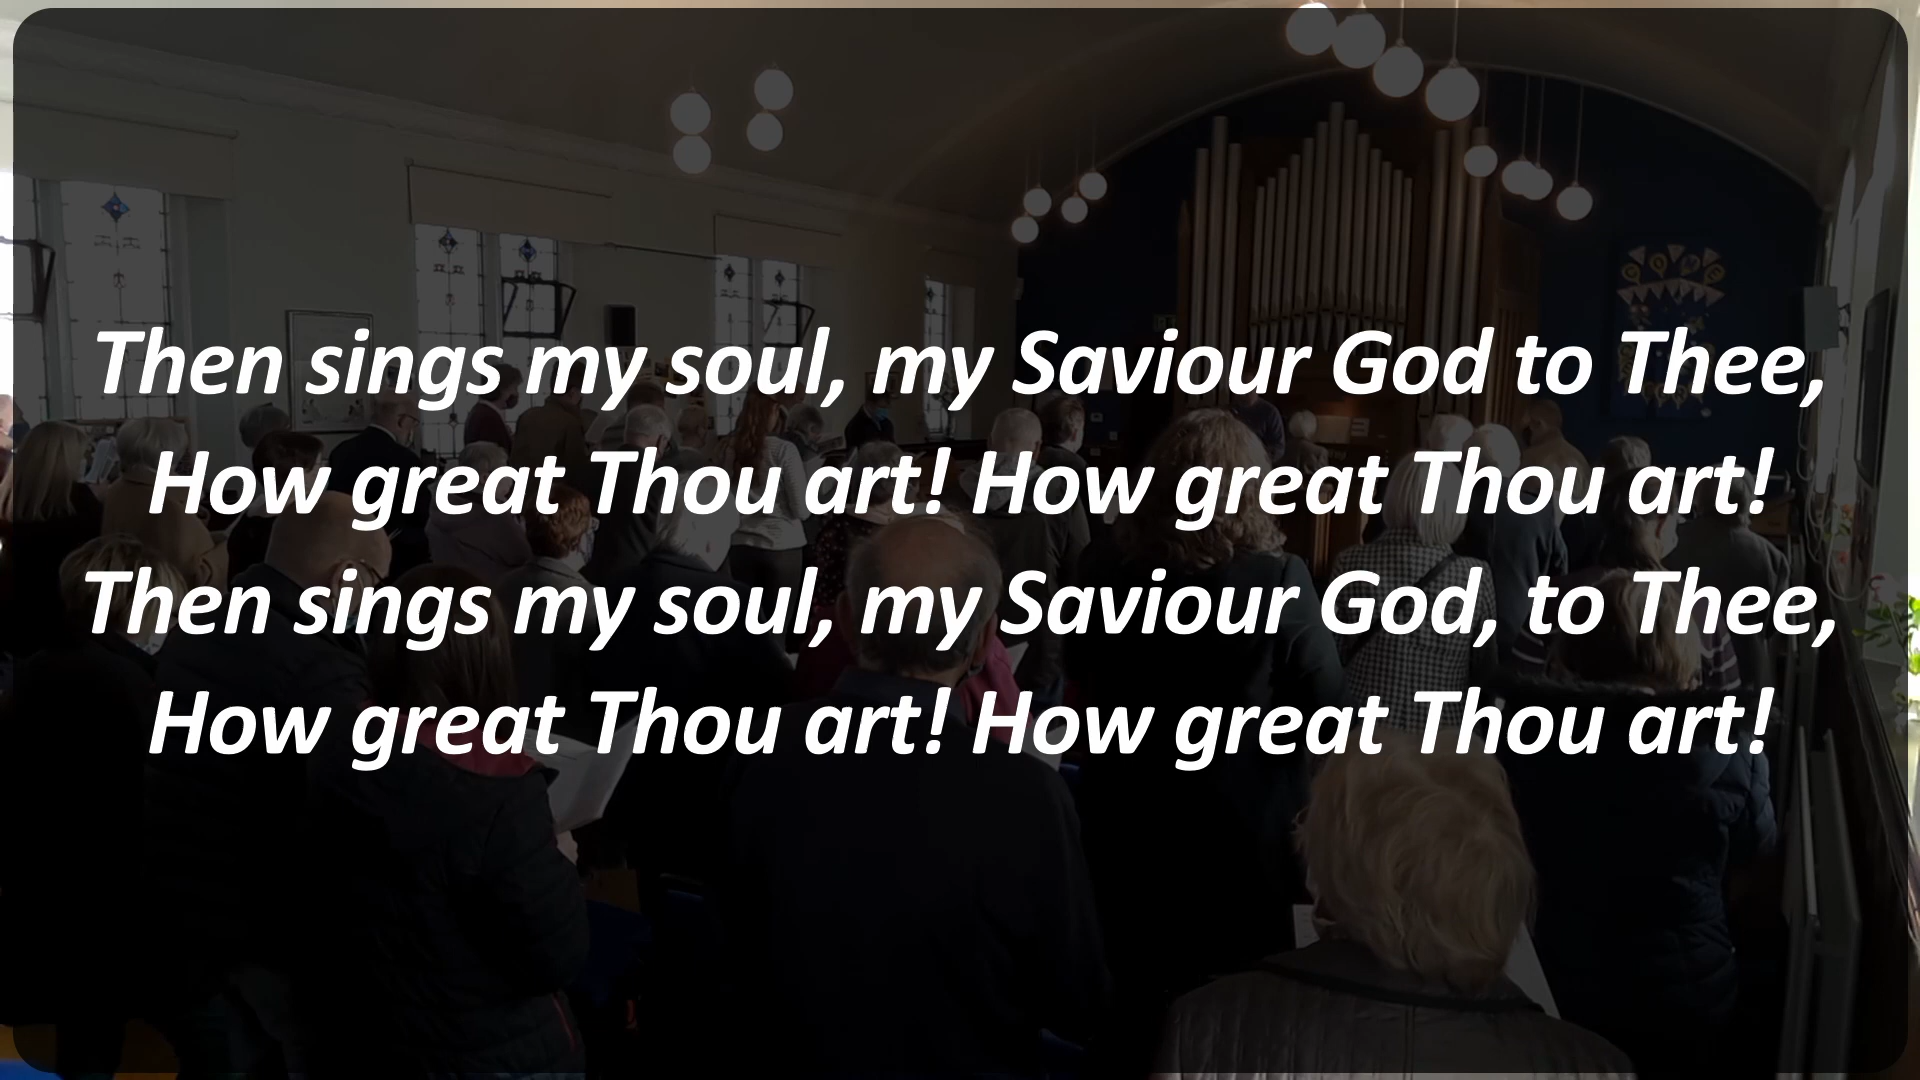 Then sings my soul, my Saviour God to Thee,
How great Thou art! How great Thou art!
Then sings my soul, my Saviour God, to Thee,
How great Thou art! How great Thou art!